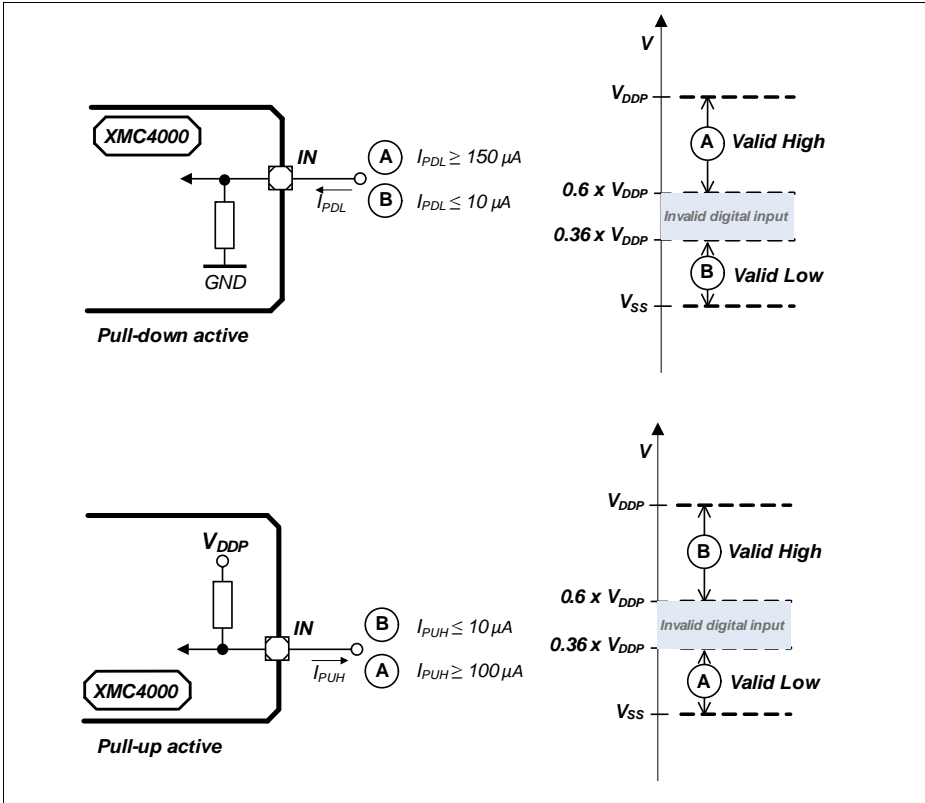 V
V_DDP
XMC4000
A Valid High
IN
A I_PDL ≥ 150 µA
I_PDL
B I_PDL ≤ 10 µA
0.6 x V_DDP
Invalid digital input
0.36 x V_DDP
B Valid Low
GND
V_SS
Pull-down active
V
V_DDP
V_DDP
B Valid High
0.6 x V_DDP
IN
B I_PUH ≤ 10 µA
Invalid digital input
0.36 x V_DDP
I_PUH
A I_PUH ≥ 100 µA
XMC4000
A Valid Low
V_SS
Pull-up active